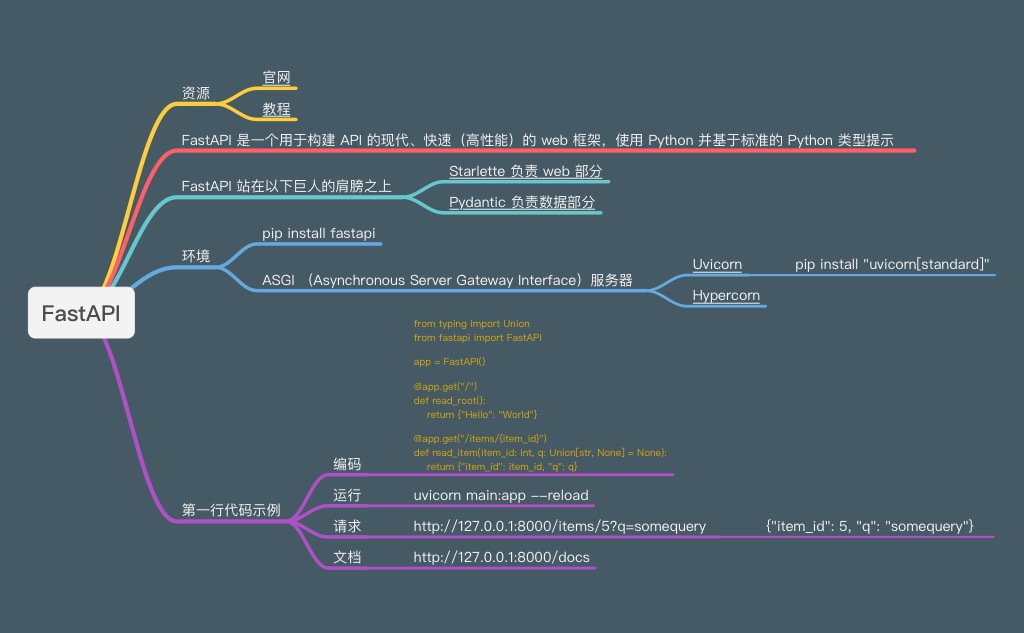 官网
资源
教程
FastAPI 是一个用于构建 API 的现代、快速（高性能）的 web 框架，使用 Python 并基于标准的 Python 类型提示
Starlette 负责 web 部分
FastAPI 站在以下巨人的肩膀之上
Pydantic 负责数据部分
pip install fastapi
环境
Uvicorn
pip install "uvicorn[standard]"
ASGI （Asynchronous Server Gateway Interface）服务器
Hypercorn
FastAPI
from typing import Union
from fastapi import FastAPI
app = FastAPI()
@app.get("/")
def read_root():
    return {"Hello": "World"}
@app.get("/items/{item_id}")
def read_item(item_id: int, q: Union[str, None] = None):
    return {"item_id": item_id, "q": q}
编码
运行
uvicorn main:app --reload
第一行代码示例
请求
http://127.0.0.1:8000/items/5?q=somequery
{"item_id": 5, "q": "somequery"}
文档
http://127.0.0.1:8000/docs